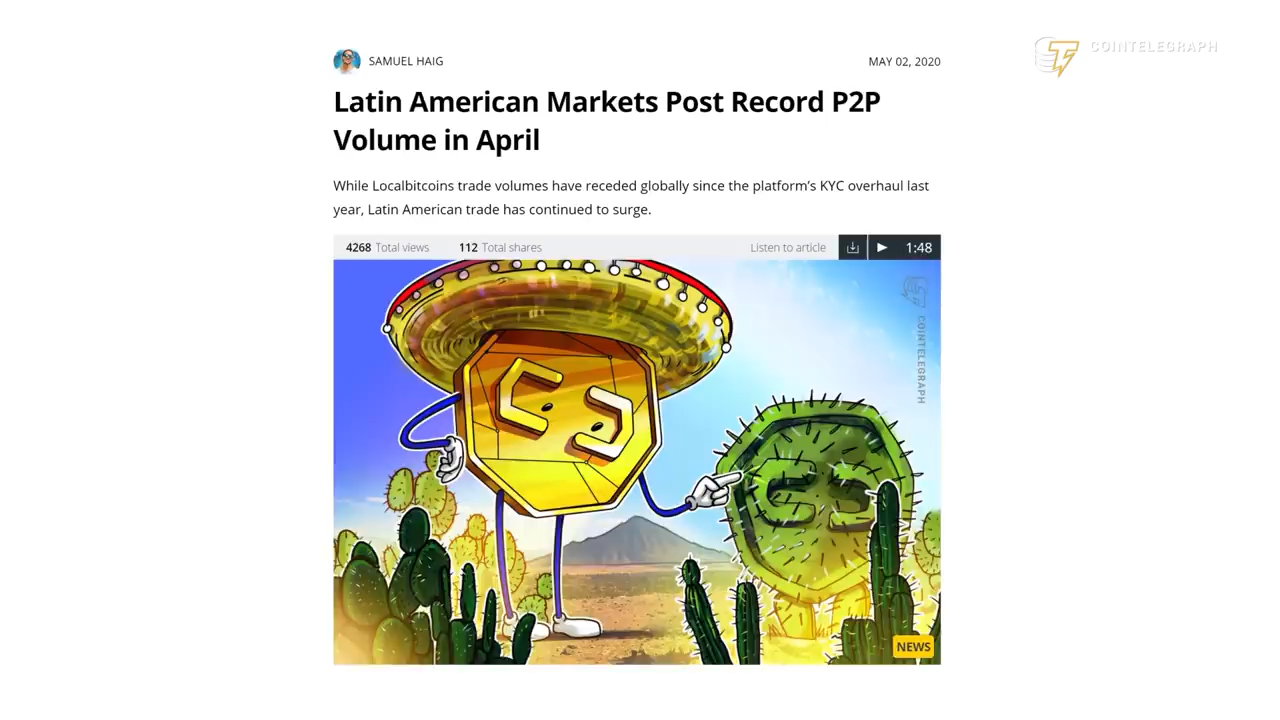 COINTELEGRAPH
SAMUEL HAIG
MAY 02, 2020
Latin American Markets Post Record P2P
Volume in April
While Localbitcoins trade volumes have receded globally since the platform's KYC overhaul last
year, Latin American trade has continued to surge.
4268 Total views 112 Total shares Listen to article 1:48
COINTELEGRAPH
NEWS